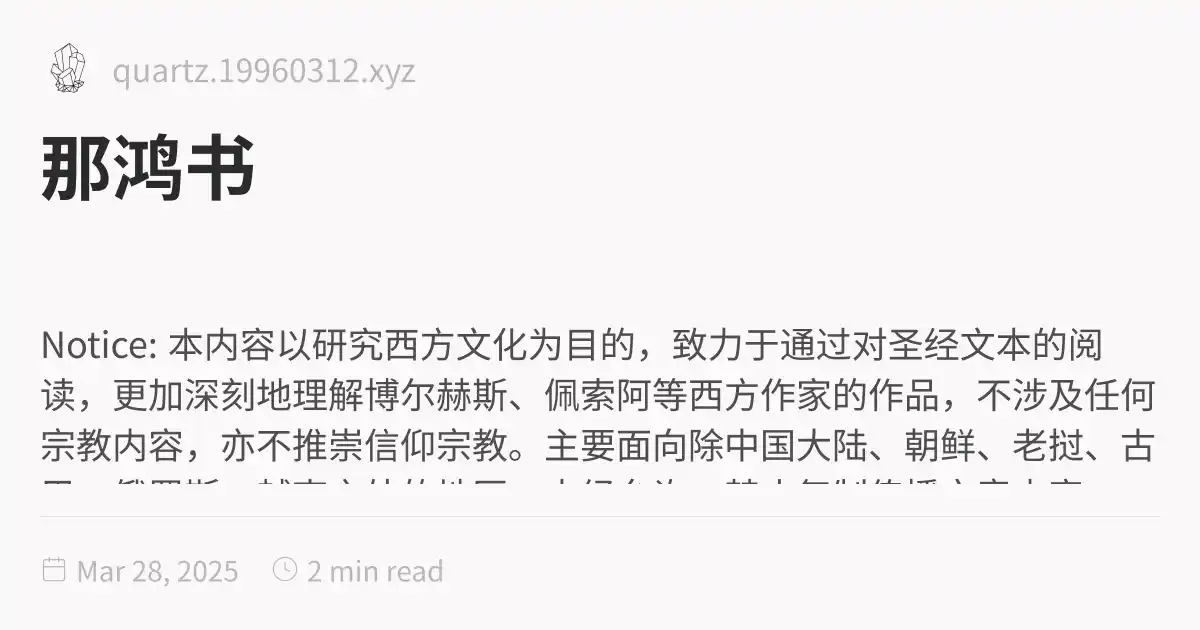 quartz.19960312.xyz
那鸿书
Notice: 本内容以研究西方文化为目的，致力于通过对圣经文本的阅
读，更加深刻地理解博尔赫斯、佩索阿等西方作家的作品，不涉及任何
宗教内容，亦不推崇信仰宗教。主要面向除中国大陆、朝鲜、老挝、古
Mar 28, 2025
2 min read